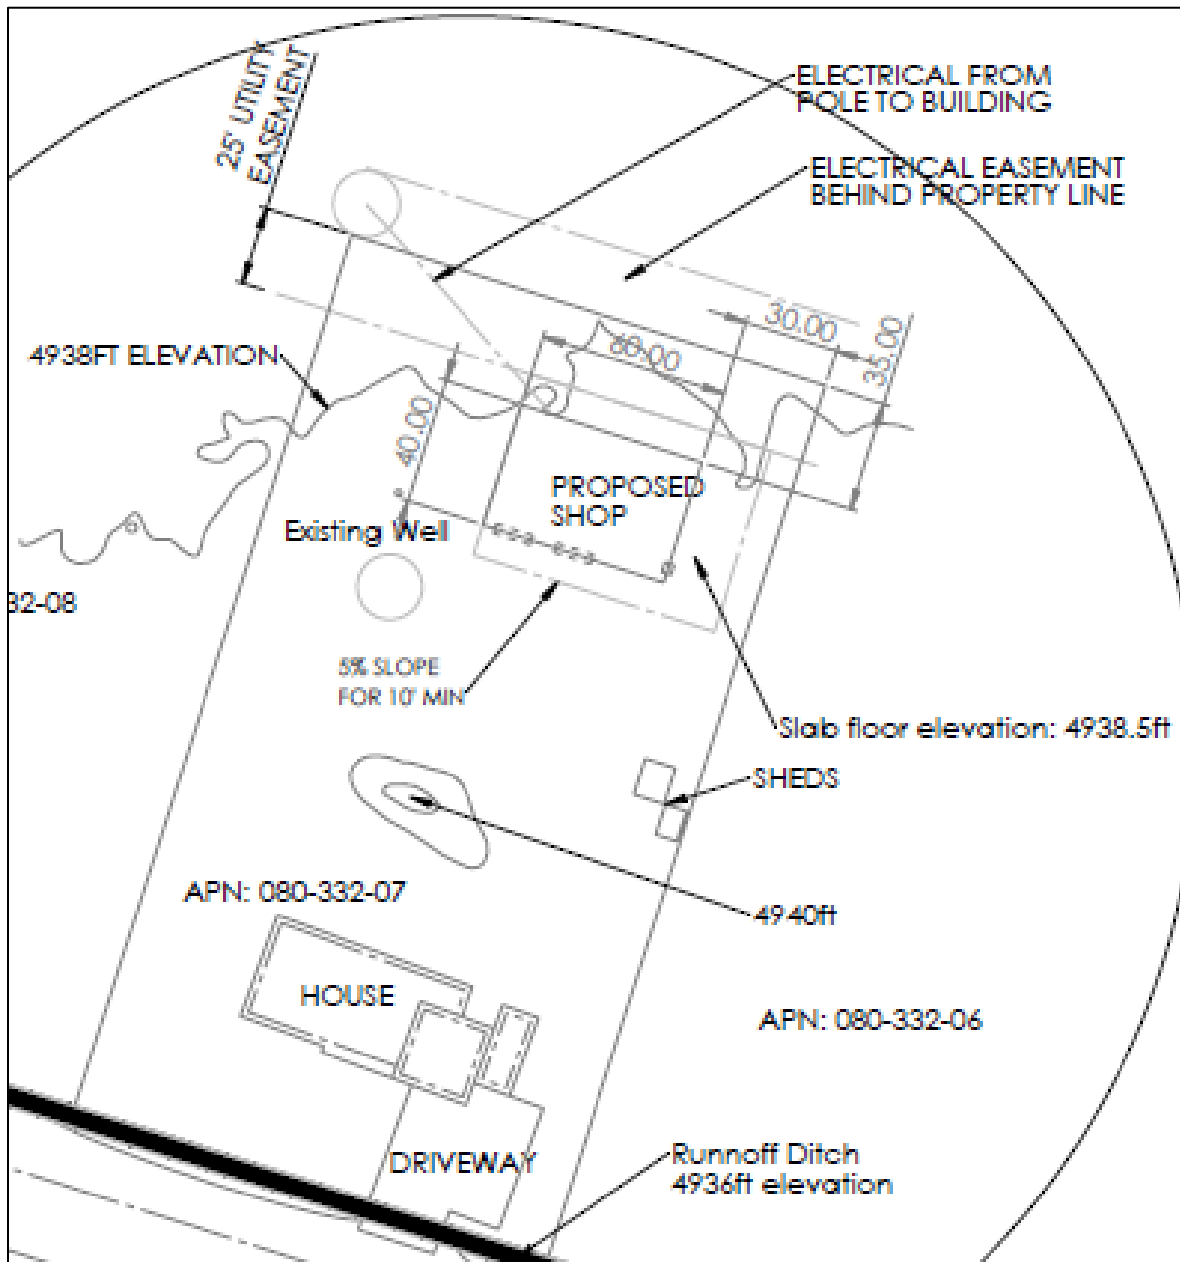 25' UTILITY
EASEMENT
ELECTRICAL FROM
POLE TO BUILDING
ELECTRICAL EASEMENT
BEHIND PROPERTY LINE
30.00
35.00
60.00
4938FT ELEVATION
40.00
PROPOSED
SHOP
Existing Well
32-08
5% SLOPE
FOR 10' MIN
Slab floor elevation: 4938.5ft
SHEDS
APN: 080-332-07
4940ft
HOUSE
APN: 080-332-06
DRIVEWAY
Runnoff Ditch
4936ft elevation